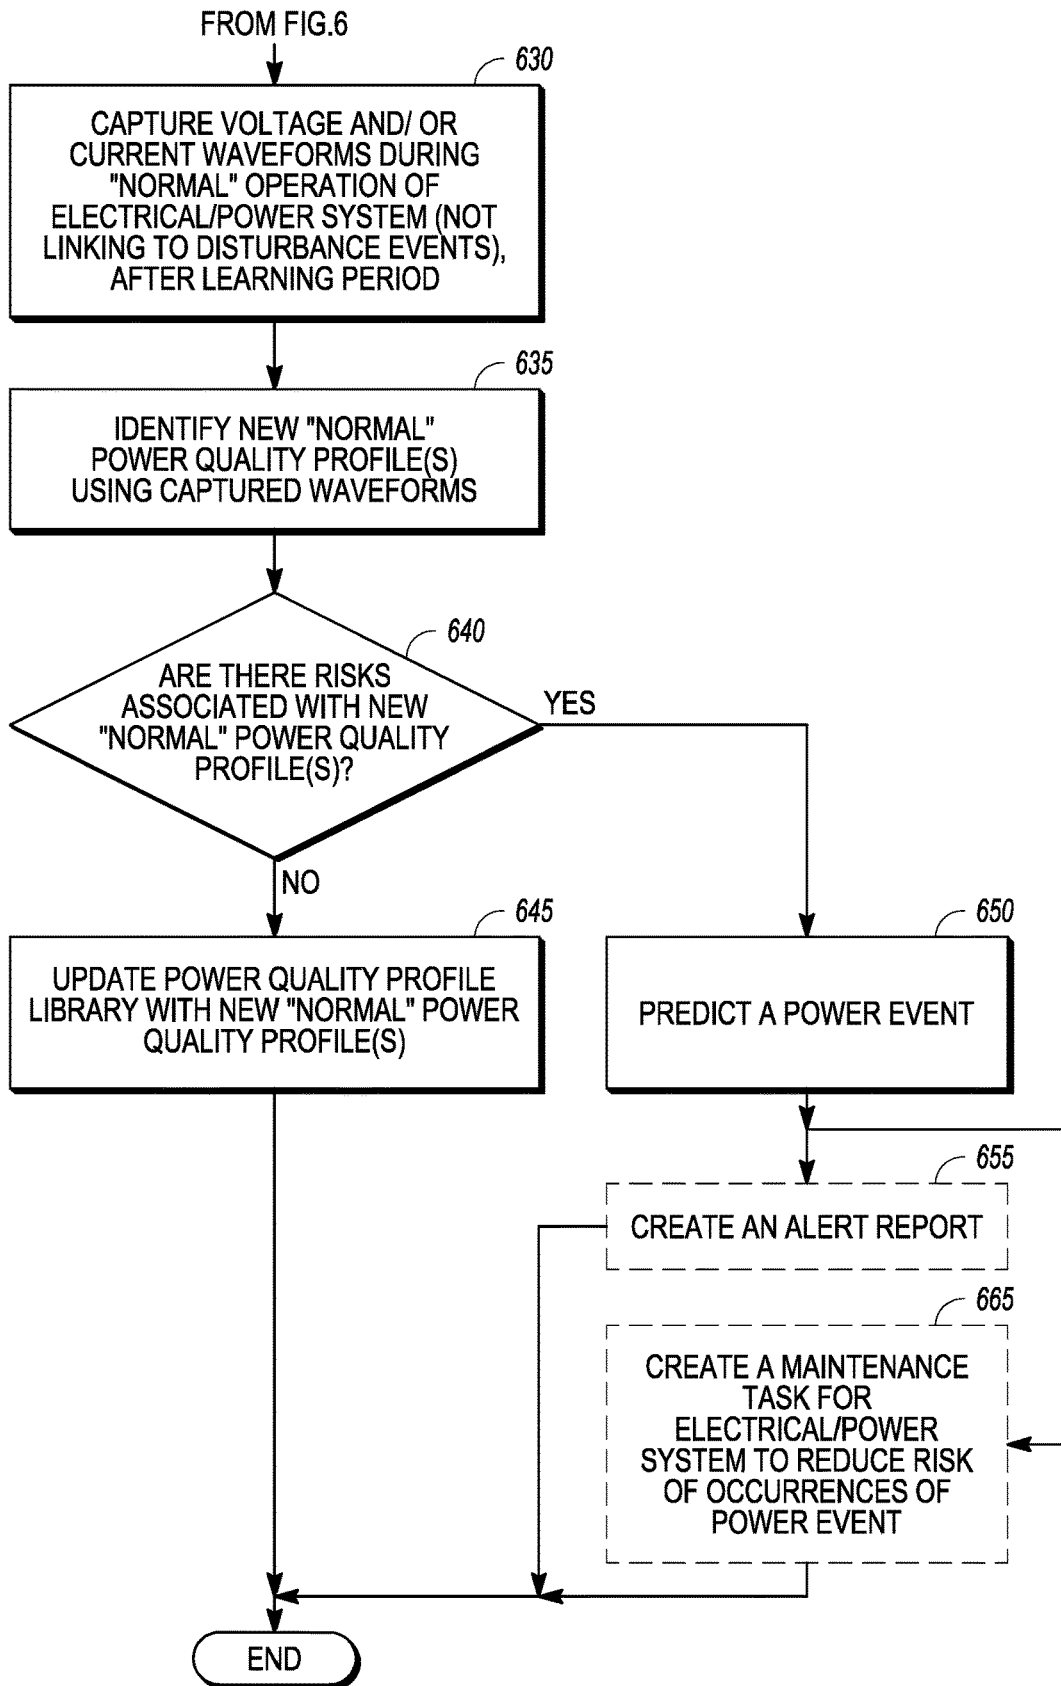 FROM FIG.6
630
CAPTURE VOLTAGE AND/ OR
CURRENT WAVEFORMS DURING
"NORMAL" OPERATION OF
ELECTRICAL/POWER SYSTEM (NOT
LINKING TO DISTURBANCE EVENTS),
AFTER LEARNING PERIOD
635
IDENTIFY NEW "NORMAL"
POWER QUALITY PROFILE(S)
USING CAPTURED WAVEFORMS
640
ARE THERE RISKS
ASSOCIATED WITH NEW
"NORMAL" POWER QUALITY
PROFILE(S)?
YES
NO
645
UPDATE POWER QUALITY PROFILE
LIBRARY WITH NEW "NORMAL" POWER
QUALITY PROFILE(S)
650
PREDICT A POWER EVENT
655
CREATE AN ALERT REPORT
665
CREATE A MAINTENANCE
TASK FOR
ELECTRICAL/POWER
SYSTEM TO REDUCE RISK
OF OCCURRENCES OF
POWER EVENT
END